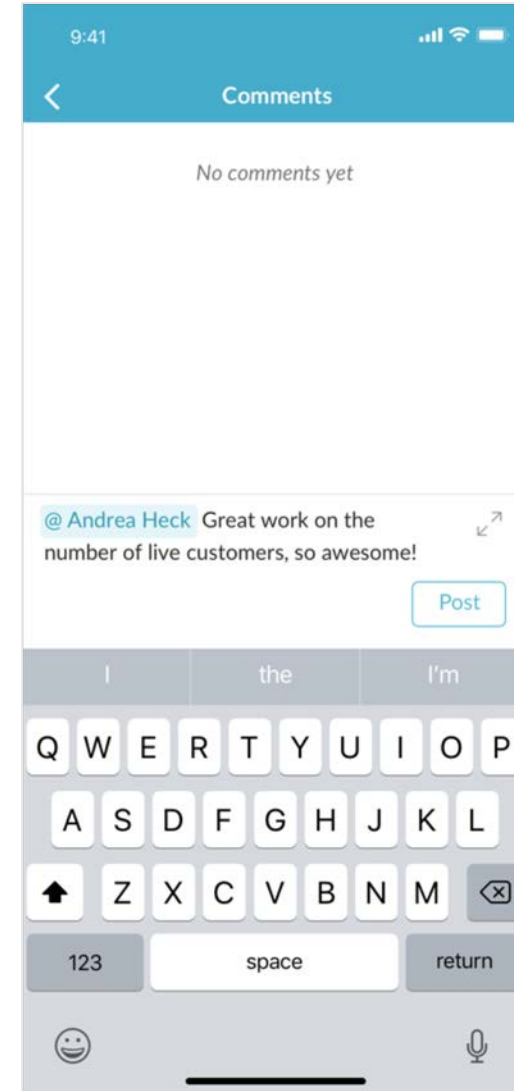 9:41
Comments
No comments yet
@ Andrea Heck Great work on the
number of live customers, so awesome!
Post
I the I'm
Q W E R T Y U I O P
A S D F G H J K L
Z X C V B N M
123 space return